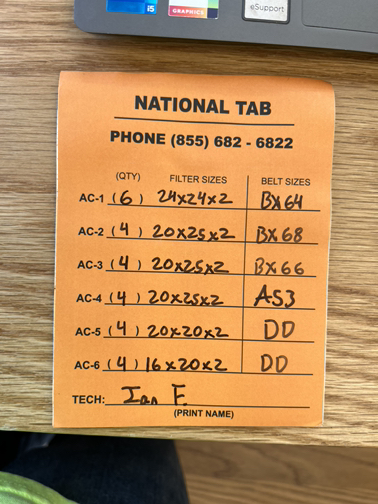 i5
GRAPHICS
eSupport
NATIONAL TAB
PHONE (855) 682 - 6822
(QTY) FILTER SIZES BELT SIZES
AC-1 (6) 24x24x2 BX64
AC-2 (4) 20x25x2 BX68
AC-3 (4) 20x25x2 BX66
AC-4 (4) 20x25x2 A53
AC-5 (4) 20x20x2 DD
AC-6 (4) 16x20x2 DD
TECH: Ian F.
(PRINT NAME)